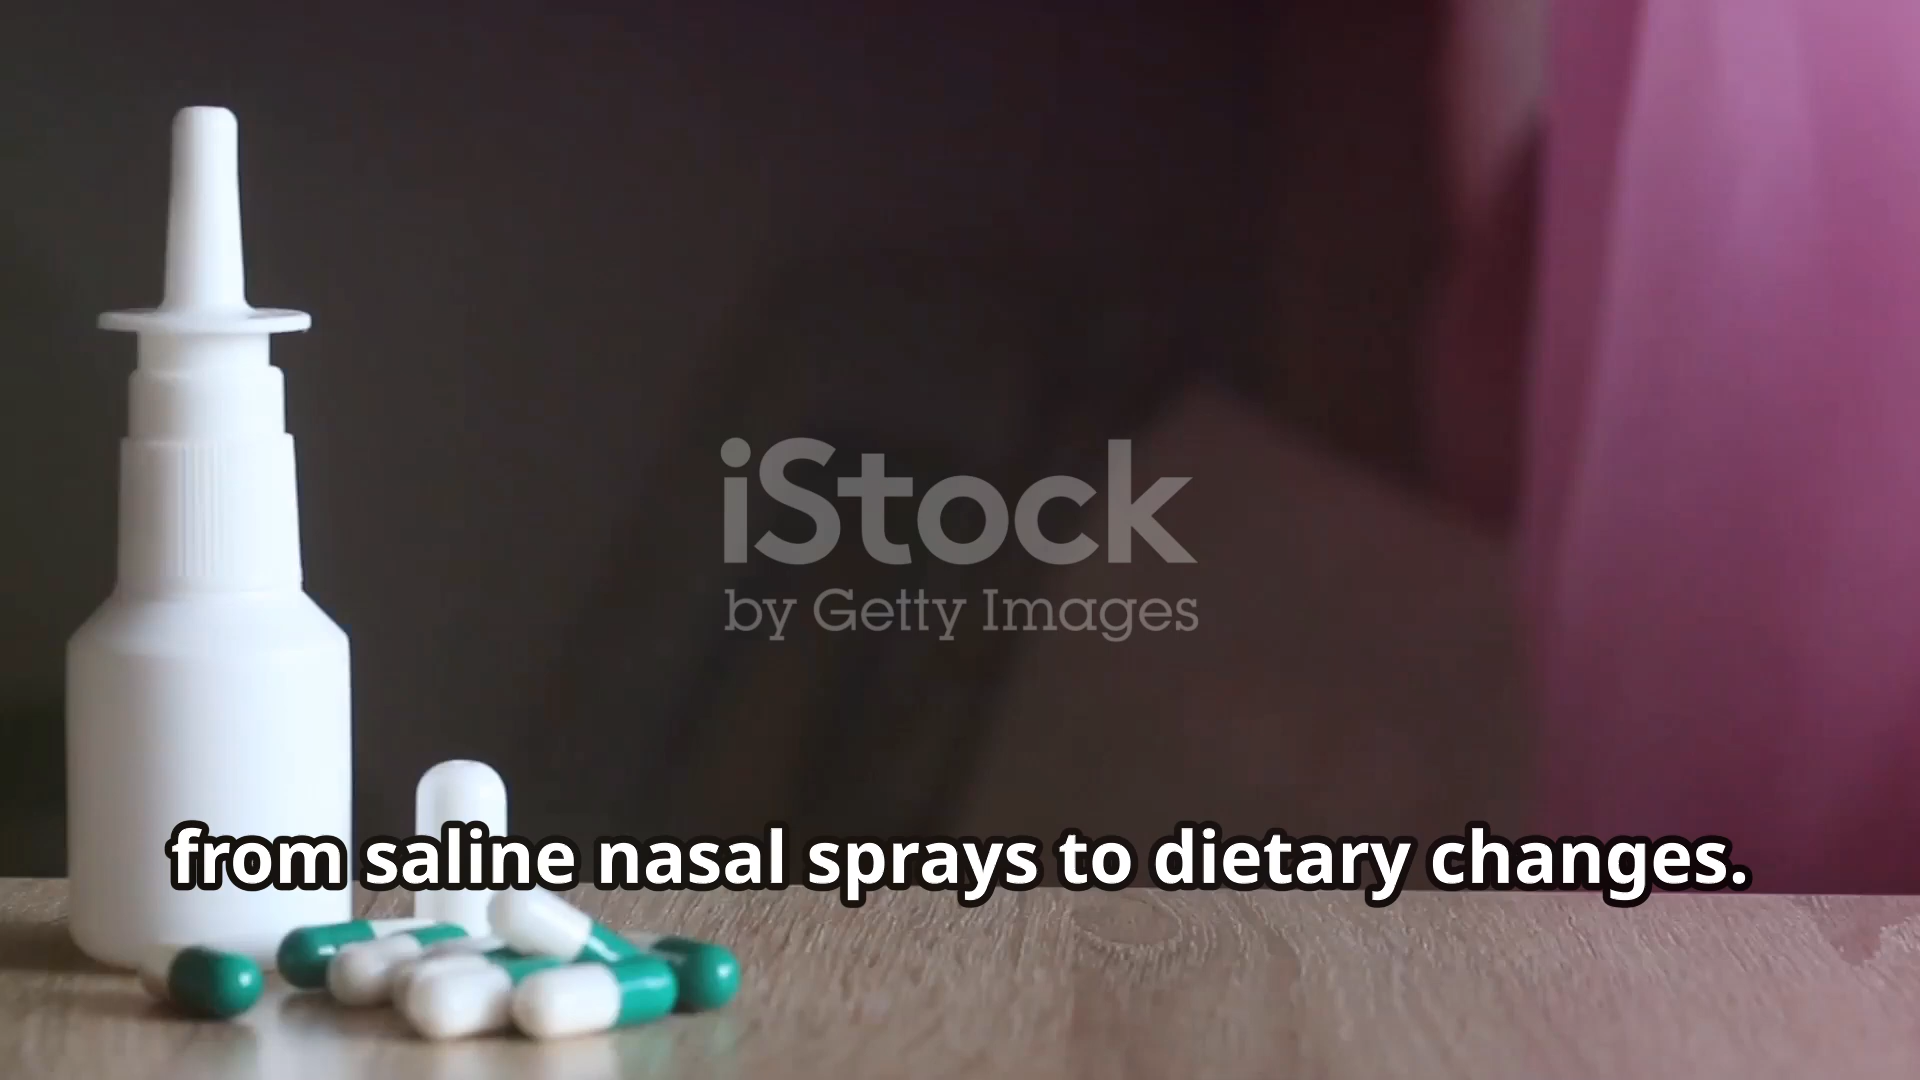 iStock
by Getty Images
from saline nasal sprays to dietary changes.